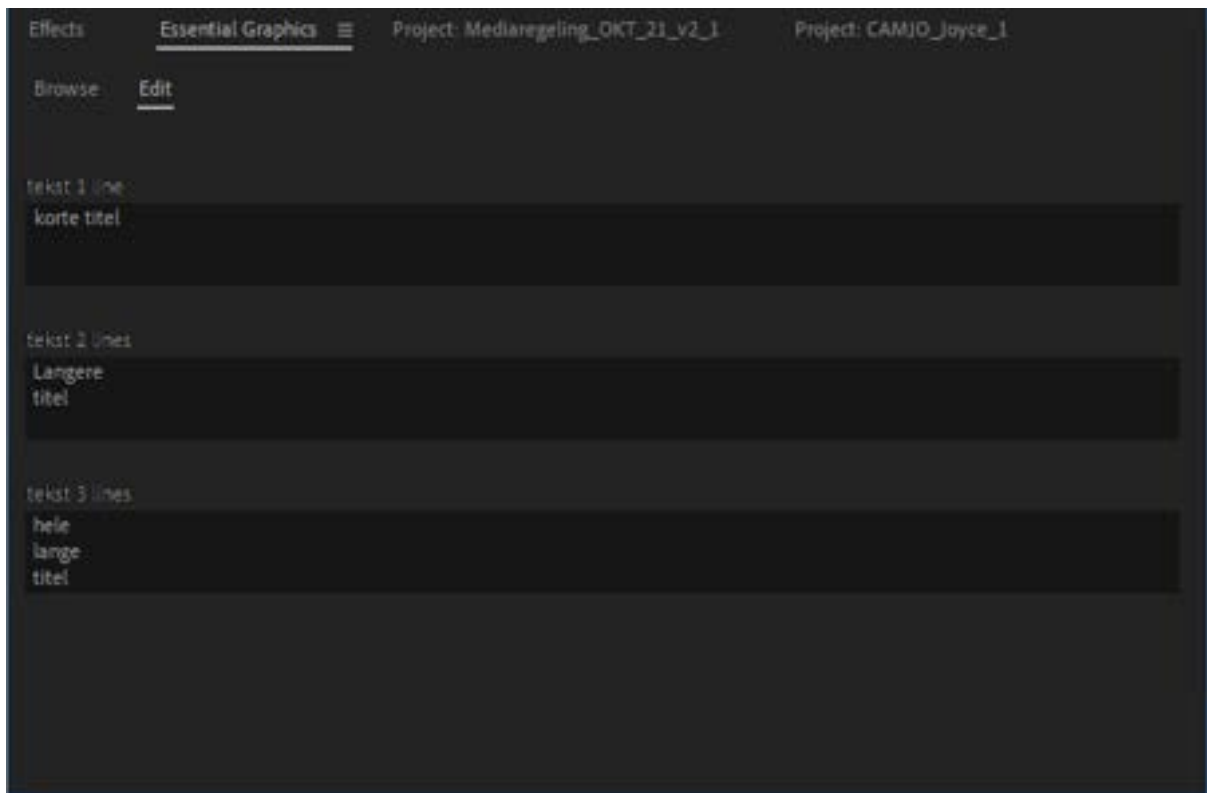 Effects Essential Graphics Project: Mediaregeling_OKT_21_v2_1 Project: CAMJO_Joyce_1
Browse Edit
tekst 1 line
korte titel
tekst 2 lines
Langere
titel
tekst 3 lines
hele
lange
titel